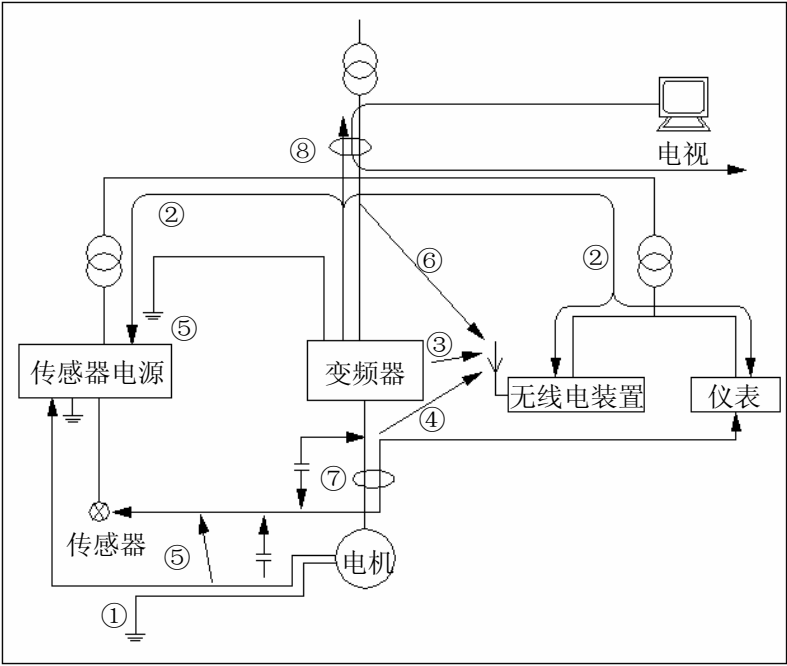 电视
⑧
②
⑥
②
⑤
③
传感器电源
变频器
无线电装置
仪表
④
⑦
传感器
⑤
电机
①